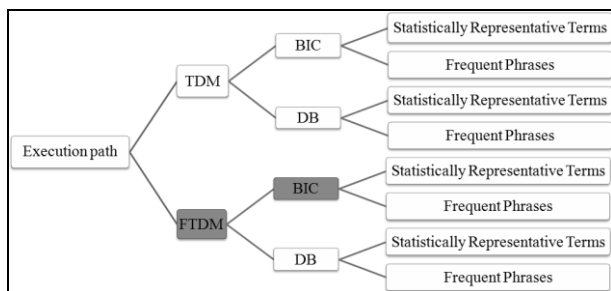 Execution path
TDM
BIC
Statistically Representative Terms
Frequent Phrases
DB
Statistically Representative Terms
Frequent Phrases
FTDM
BIC
Statistically Representative Terms
Frequent Phrases
DB
Statistically Representative Terms
Frequent Phrases